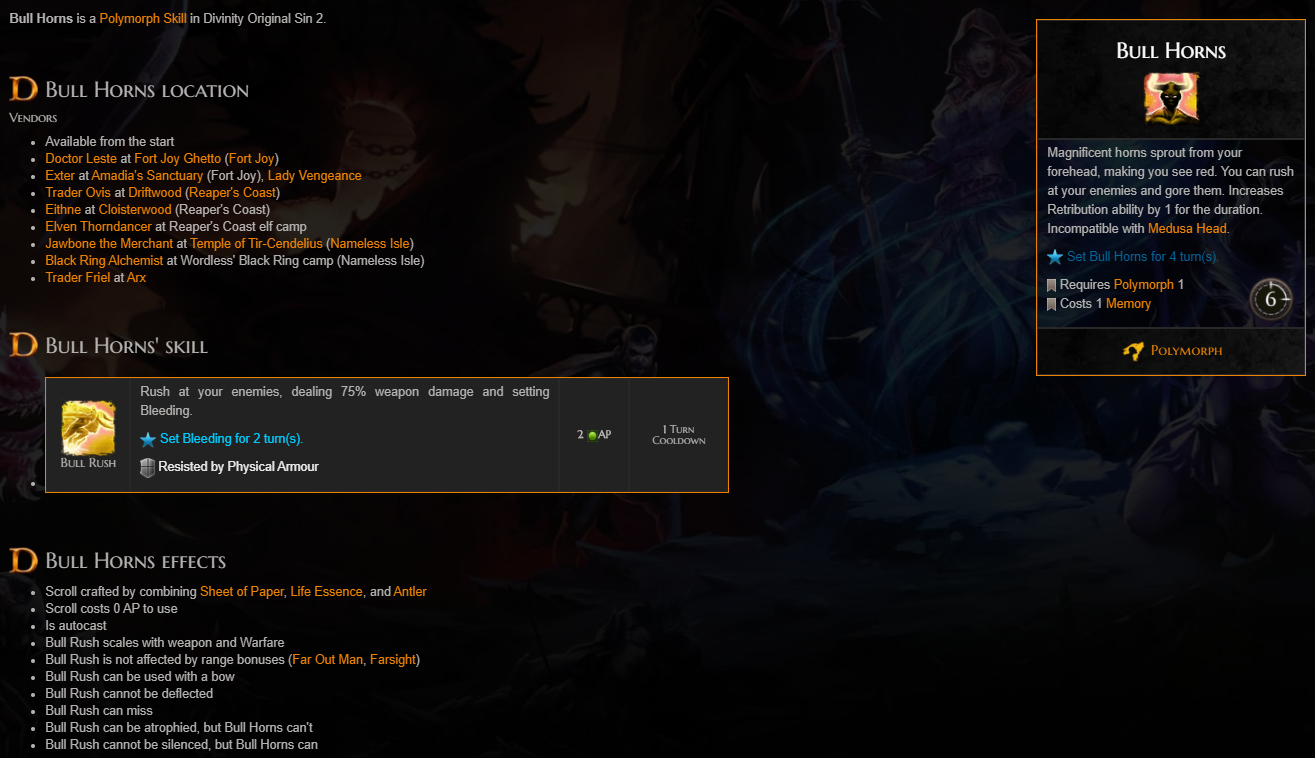 Bull Horns is a Polymorph Skill in Divinity Original Sin 2.
Bull Horns location
Vendors
Available from the start
Doctor Leste at Fort Joy Ghetto (Fort Joy)
Exter at Amadia's Sanctuary (Fort Joy), Lady Vengeance
Trader Ovis at Driftwood (Reaper's Coast)
Eithne at Cloisterwood (Reaper's Coast)
Elven Thorndancer at Reaper's Coast elf camp
Jawbone the Merchant at Temple of Tir-Cendelius (Nameless Isle)
Black Ring Alchemist at Wordless' Black Ring camp (Nameless Isle)
Trader Friel at Arx
Bull Horns' skill
Bull Rush
Rush at your enemies, dealing 75% weapon damage and setting
Bleeding.
Set Bleeding for 2 turn(s).
Resisted by Physical Armour
2 AP
1 Turn
Cooldown
Bull Horns effects
Scroll crafted by combining Sheet of Paper, Life Essence, and Antler
Scroll costs 0 AP to use
Is autocast
Bull Rush scales with weapon and Warfare
Bull Rush is not affected by range bonuses (Far Out Man, Farsight)
Bull Rush can be used with a bow
Bull Rush cannot be deflected
Bull Rush can miss
Bull Rush can be atrophied, but Bull Horns can't
Bull Rush cannot be silenced, but Bull Horns can
Bull Horns
Magnificent horns sprout from your
forehead, making you see red. You can rush
at your enemies and gore them. Increases
Retribution ability by 1 for the duration.
Incompatible with Medusa Head.
Set Bull Horns for 4 turn(s).
Requires Polymorph 1
Costs 1 Memory
6
Polymorph